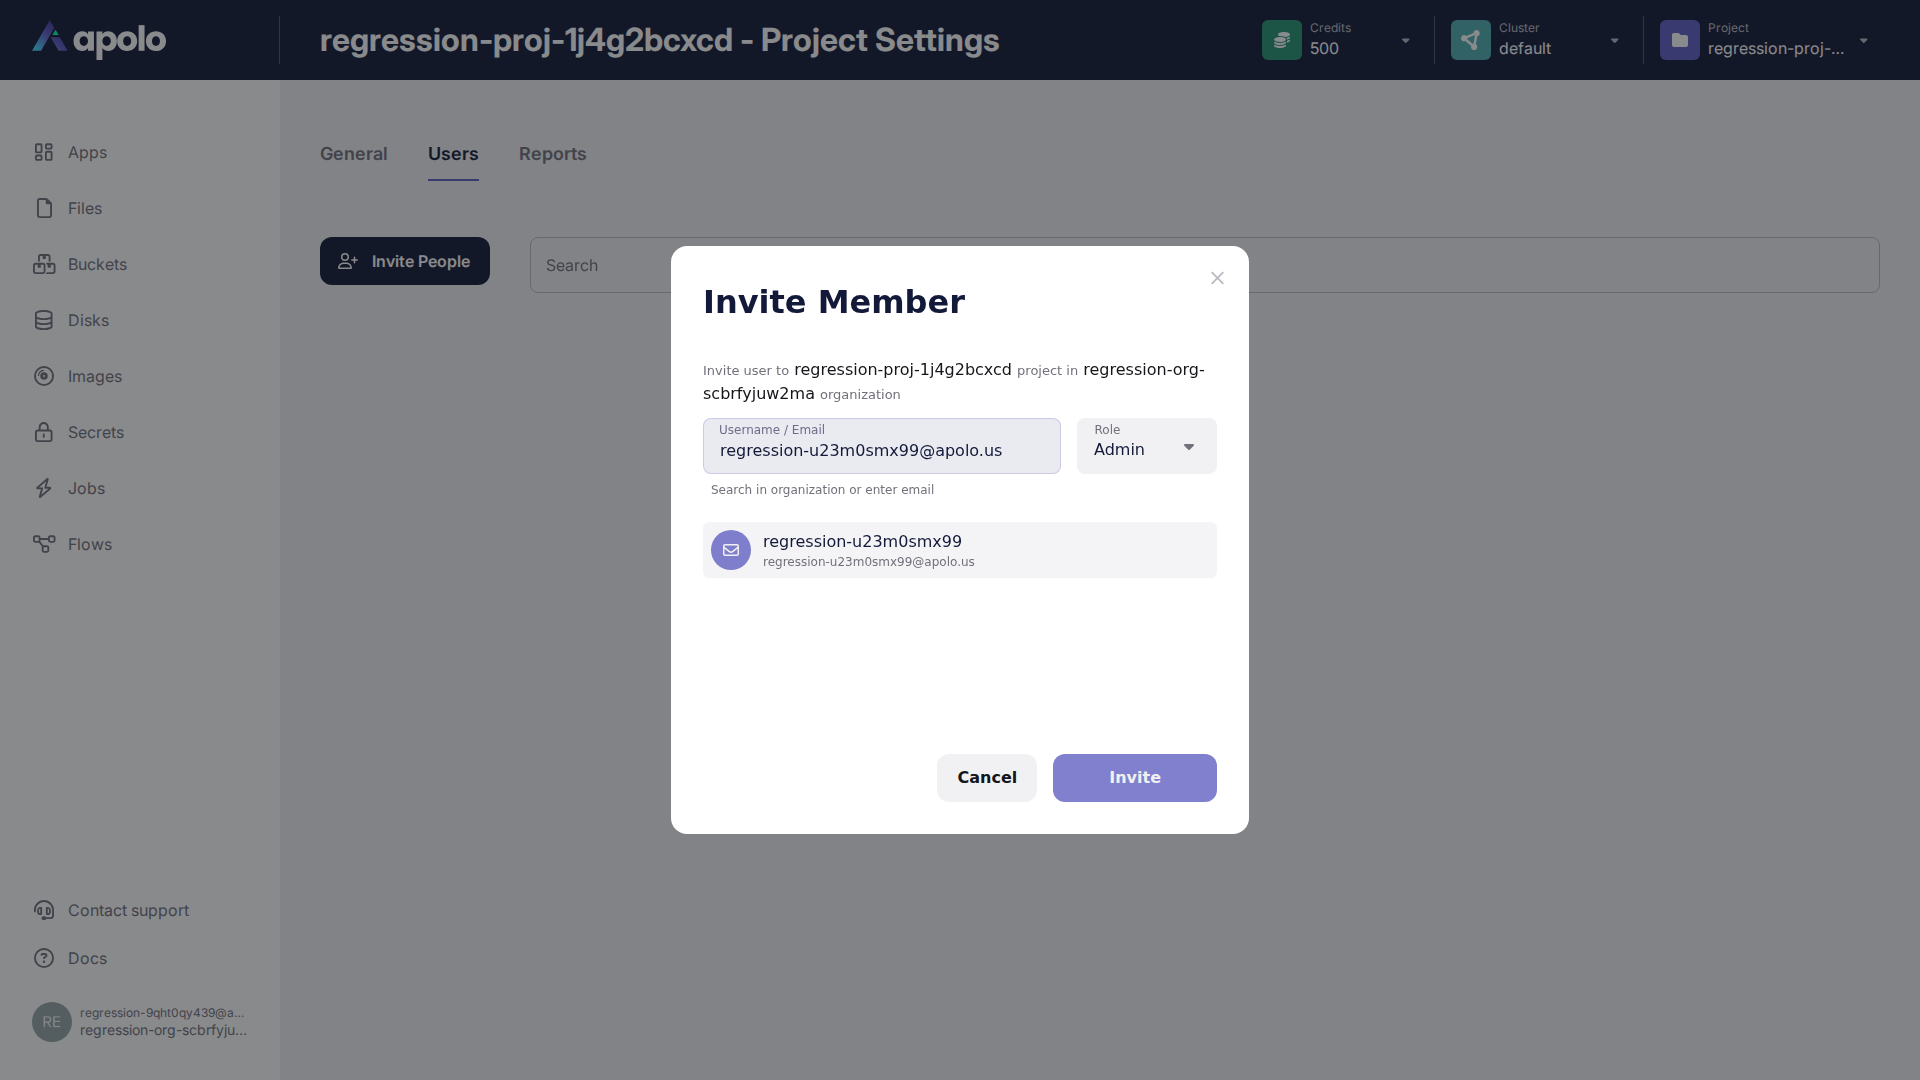 apolo
regression-proj-1j4g2bcxcd - Project Settings
Credits
500
Cluster
default
Project
regression-proj-...
Apps
Files
Buckets
Disks
Images
Secrets
Jobs
Flows
General
Users
Reports
Invite People
Search
Invite Member
Invite user to regression-proj-1j4g2bcxcd project in regression-org-
scbrfyjuw2ma organization
Username / Email
regression-u23m0smx99@apolo.us
Role
Admin
Search in organization or enter email
regression-u23m0smx99
regression-u23m0smx99@apolo.us
Cancel
Invite
Contact support
Docs
RE
regression-9qht0qy439@a...
regression-org-scbrfyju...